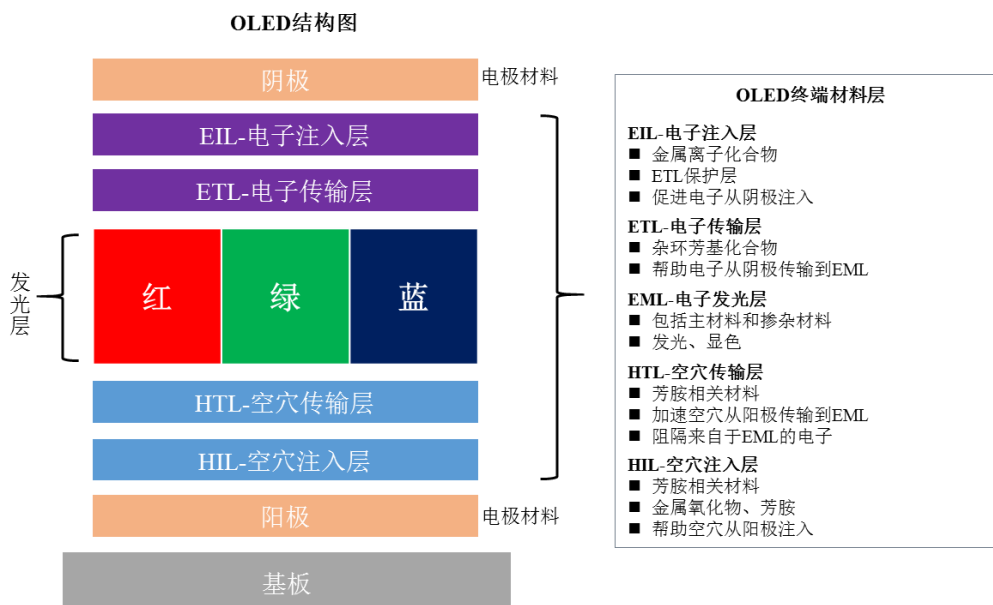 OLED结构图
阴极
电极材料
EIL-电子注入层
ETL-电子传输层
发光层
红
绿
蓝
HTL-空穴传输层
HIL-空穴注入层
阳极
电极材料
基板
OLED终端材料层
EIL-电子注入层
■ 金属离子化合物
■ ETL保护层
■ 促进电子从阴极注入
ETL-电子传输层
■ 杂环芳基化合物
■ 帮助电子从阴极传输到EML
EML-电子发光层
■ 包括主材料和掺杂材料
■ 发光、显色
HTL-空穴传输层
■ 芳胺相关材料
■ 加速空穴从阳极传输到EML
■ 阻隔来自于EML的电子
HIL-空穴注入层
■ 芳胺相关材料
■ 金属氧化物、芳胺
■ 帮助空穴从阳极注入